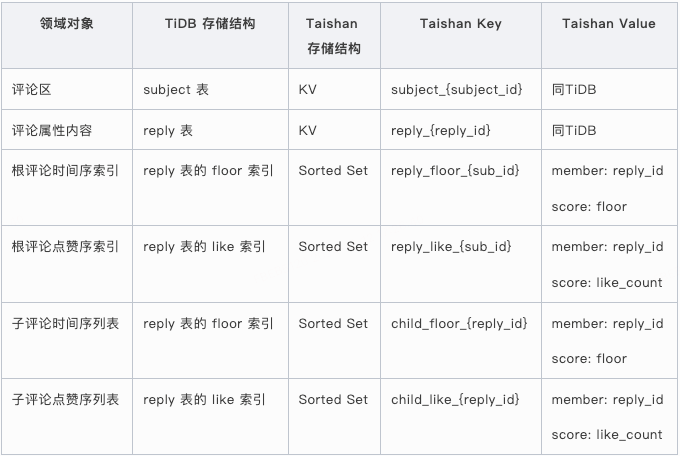 领域对象 TiDB 存储结构 Taishan Taishan Key Taishan Value
存储结构
评论区 subject 表 KV subject_{subject_id} 同TiDB
评论属性内容 reply 表 KV reply_{reply_id} 同TiDB
根评论时间序索引 reply 表的 floor 索引 Sorted Set reply_floor_{sub_id} member: reply_id
score: floor
根评论点赞序索引 reply 表的 like 索引 Sorted Set reply_like_{sub_id} member: reply_id
score: like_count
子评论时间序列表 reply 表的 floor 索引 Sorted Set child_floor_{reply_id} member: reply_id
score: floor
子评论点赞序列表 reply 表的 like 索引 Sorted Set child_like_{reply_id} member: reply_id
score: like_count